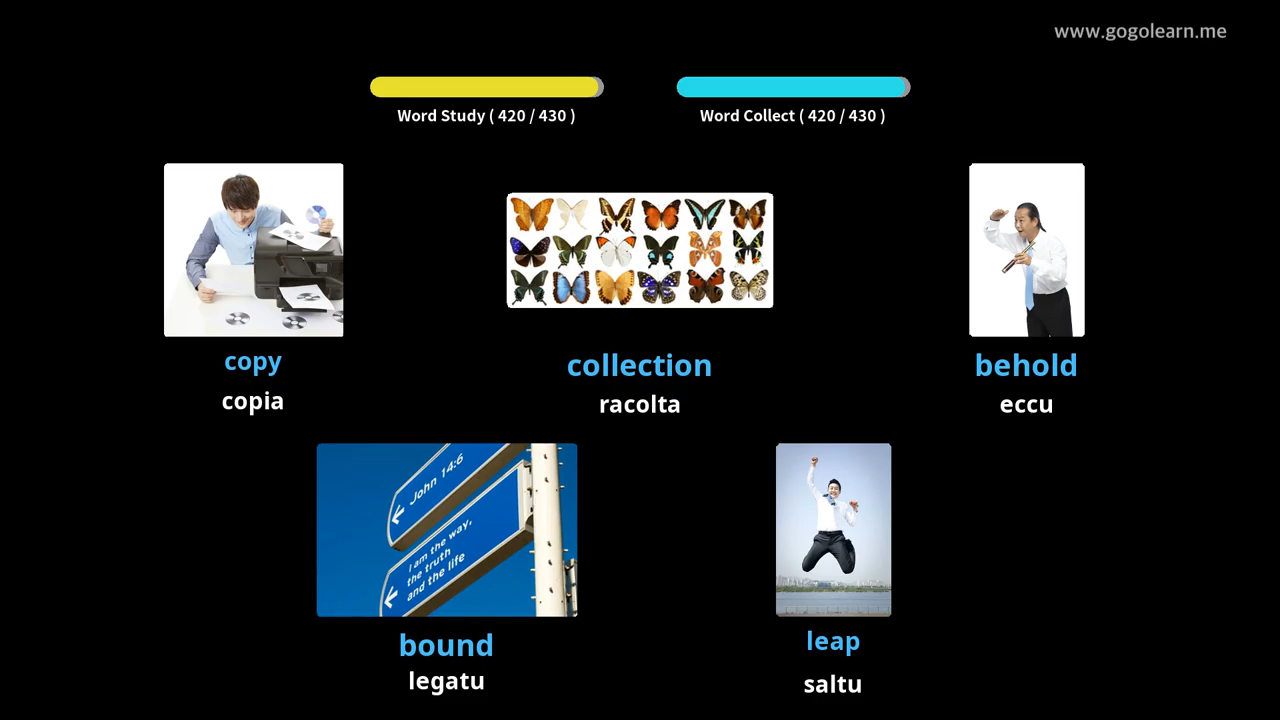 www.gogolearn.me
Word Study ( 420 / 430 )
Word Collect ( 420 / 430 )
copy
copia
collection
racolta
behold
eccu
John 14:6
I am the way,
the truth
and the life
bound
legatu
leap
saltu